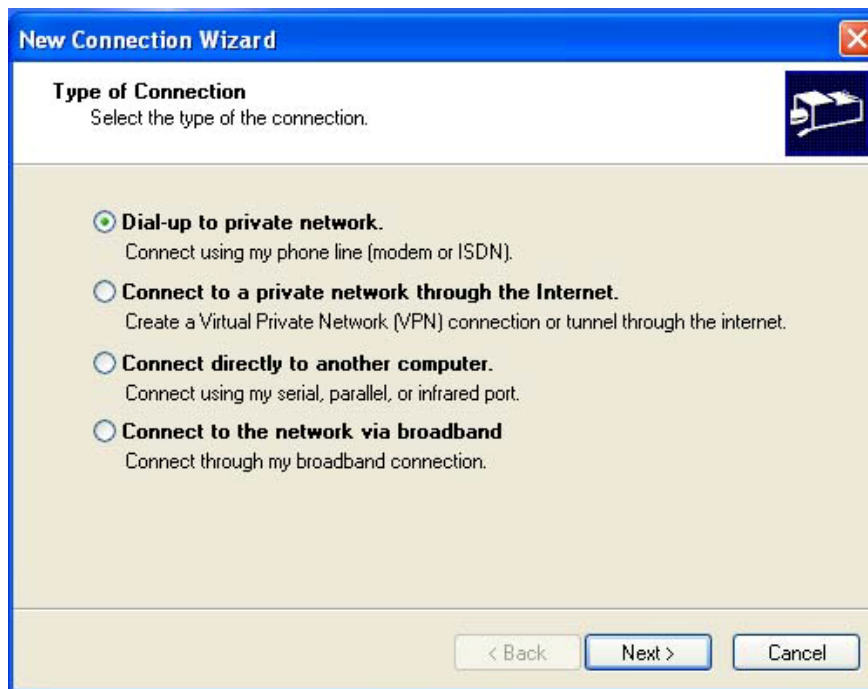 New Connection Wizard
Type of Connection
Select the type of the connection.
Dial-up to private network.
Connect using my phone line (modem or ISDN).
Connect to a private network through the Internet.
Create a Virtual Private Network (VPN) connection or tunnel through the internet.
Connect directly to another computer.
Connect using my serial, parallel, or infrared port.
Connect to the network via broadband
Connect through my broadband connection.
< Back Next > Cancel